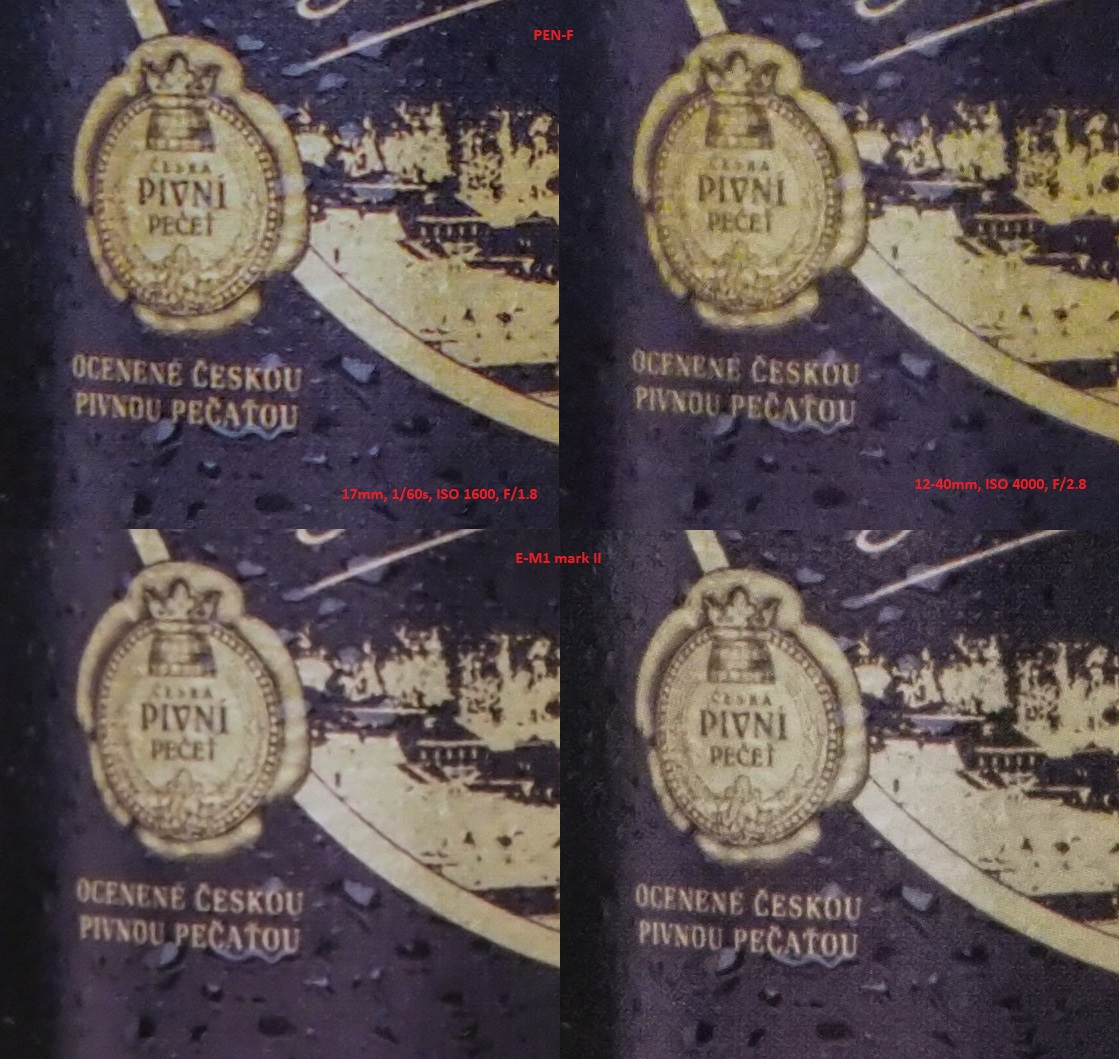 PEN-F
ČESKÁ
PIVNÍ
PEČEŤ
OCENENÉ ČESKOU
PIVNOU PEČAŤOU
17mm, 1/60s, ISO 1600, F/1.8
ČESKÁ
PIVNÍ
PEČEŤ
OCENENÉ ČESKOU
PIVNOU PEČAŤOU
12-40mm, ISO 4000, F/2.8
E-M1 mark II
ČESKÁ
PIVNÍ
PEČEŤ
OCENENÉ ČESKOU
PIVNOU PEČAŤOU
ČESKÁ
PIVNÍ
PEČEŤ
OCENENÉ ČESKOU
PIVNOU PEČAŤOU